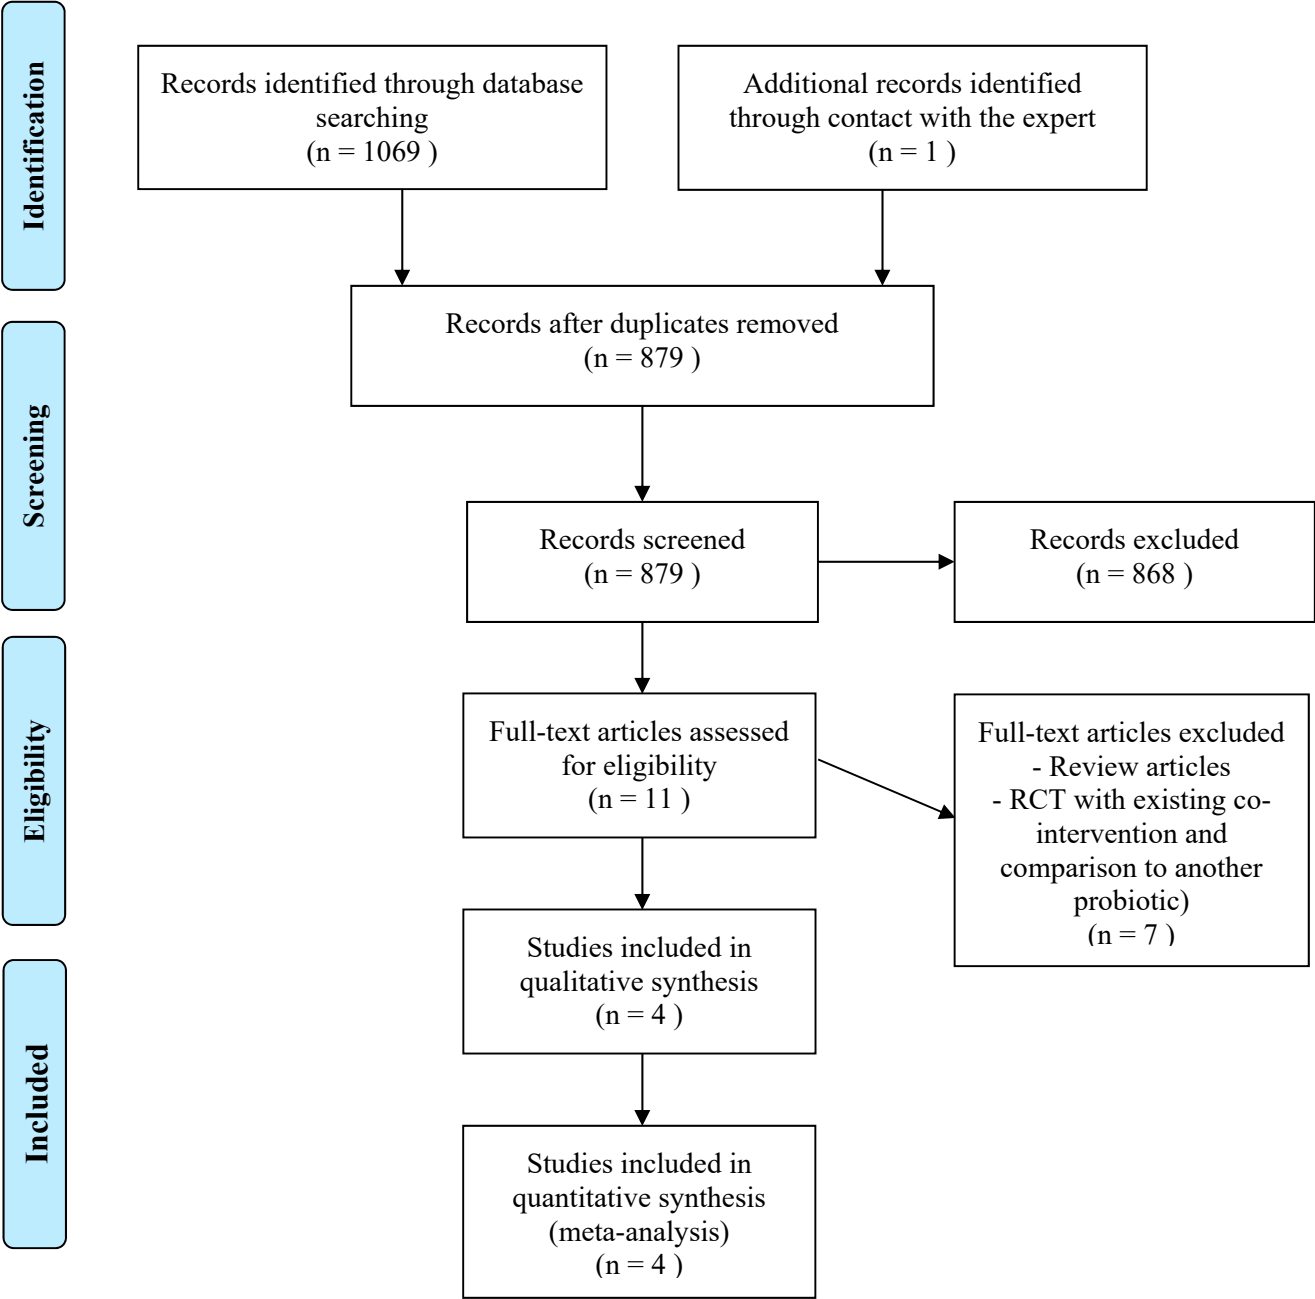 Identification
Records identified through database
searching
(n = 1069 )
Additional records identified
through contact with the expert
(n = 1 )
Records after duplicates removed
(n = 879 )
Screening
Records screened
(n = 879 )
Records excluded
(n = 868 )
Eligibility
Full-text articles assessed
for eligibility
(n = 11 )
Full-text articles excluded
- Review articles
- RCT with existing co-
intervention and
comparison to another
probiotic)
(n = 7 )
Studies included in
qualitative synthesis
(n = 4 )
Included
Studies included in
quantitative synthesis
(meta-analysis)
(n = 4 )